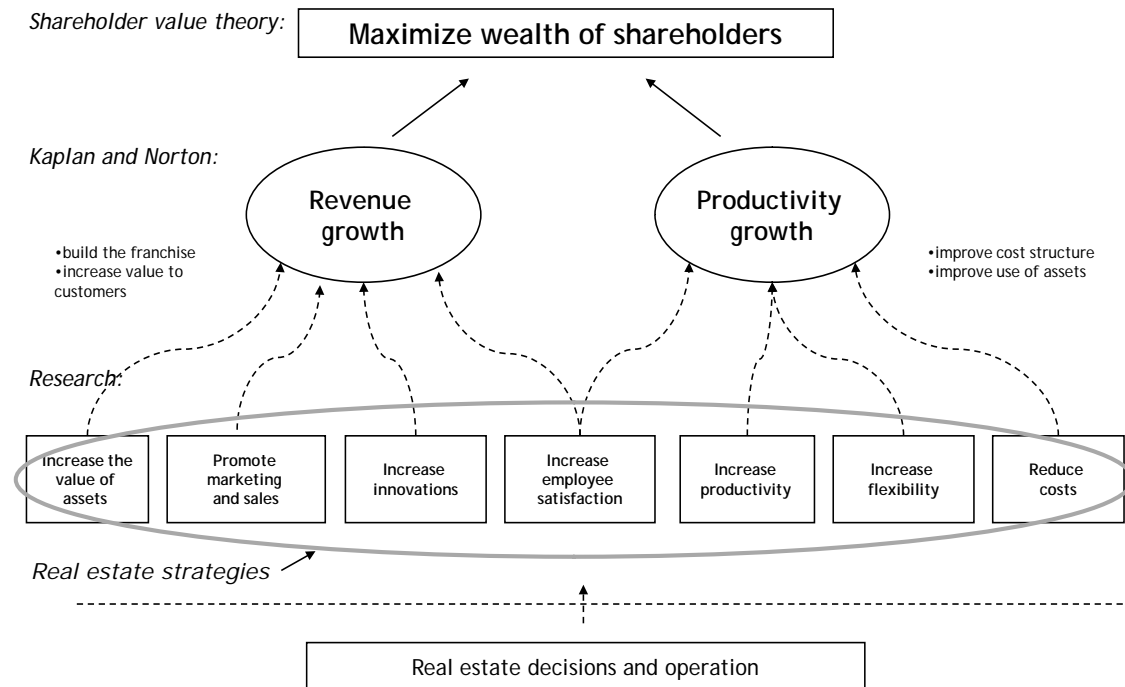 Shareholder value theory:
Maximize wealth of shareholders
Kaplan and Norton:
Revenue
growth
Productivity
growth
•build the franchise
•increase value to
customers
•improve cost structure
•improve use of assets
Research:
Increase the
value of
assets
Promote
marketing
and sales
Increase
innovations
Increase
employee
satisfaction
Increase
productivity
Increase
flexibility
Reduce
costs
Real estate strategies
Real estate decisions and operation